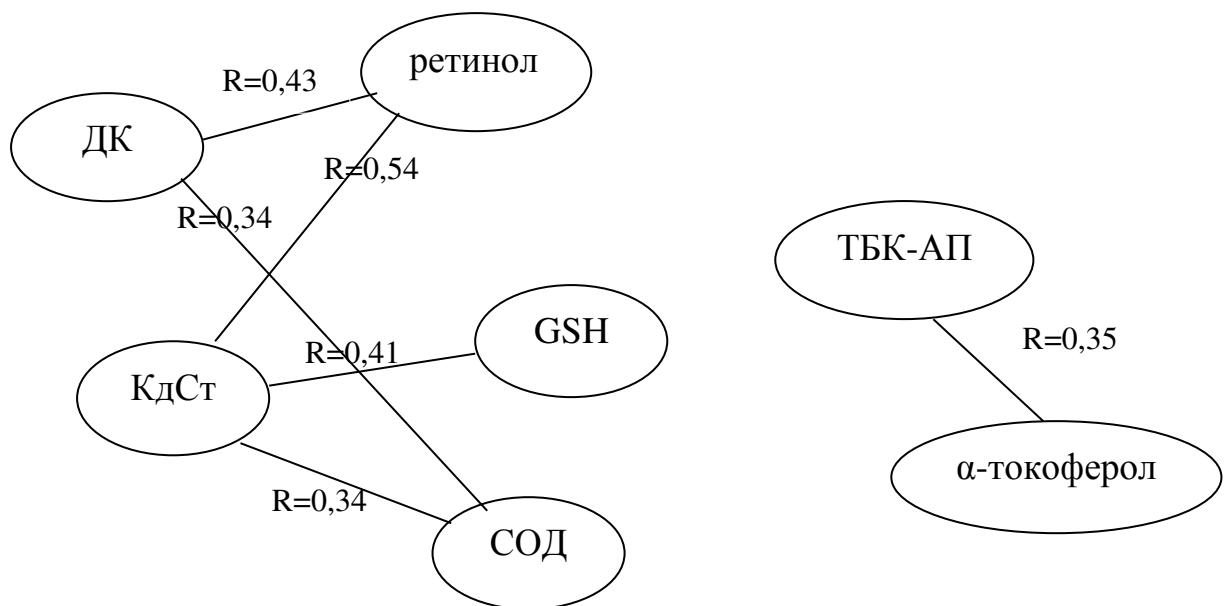 ретинол
R=0,43
ДК
R=0,54
R=0,34
ТБК-АП
GSH
R=0,41
R=0,35
КдСт
α-токоферол
R=0,34
СОД